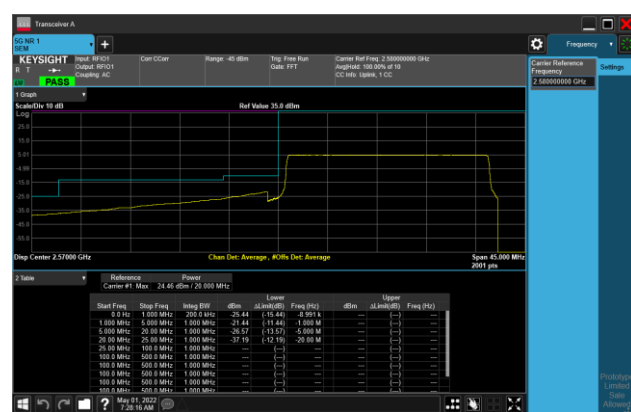 Transceiver A
5G NR 1
SEM
Frequency
KEYSIGHT
Input: RFIO1
Output: RFIO1
Coupling: AC
Corr CCorr
Range: -45 dBm
Trig: Free Run
Gate: FFT
Carrier Ref Freq: 2.580000000 GHz
Avg|Hold: 100.00% of 10
CC Info: Uplink, 1 CC
R T
PASS
Carrier Reference
Frequency
2.580000000 GHz
Settings
1 Graph
Scale/Div 10 dB
Ref Value 35.0 dBm
Log
25.0
15.0
5.01
-4.99
-15.0
-25.0
-35.0
-45.0
-55.0
Disp Center 2.57000 GHz
Chan Det: Average , #Offs Det: Average
Span 45.000 MHz
2001 pts
2 Table
Reference Power
Carrier #1: Max 24.46 dBm / 20.000 MHz
Lower Upper
Start Freq Stop Freq Integ BW dBm ΔLimit(dB) Freq (Hz) dBm ΔLimit(dB) Freq (Hz)
0.0 Hz 1.000 MHz 200.0 kHz -25.44 (-15.44) -8.991 k --- (---) ---
1.000 MHz 5.000 MHz 1.000 MHz -21.44 (-11.44) -1.000 M --- (---) ---
5.000 MHz 20.00 MHz 1.000 MHz -26.57 (-13.57) -5.000 M --- (---) ---
20.00 MHz 25.00 MHz 1.000 MHz -37.19 (-12.19) -20.00 M --- (---) ---
25.00 MHz 100.0 MHz 1.000 MHz --- (---) --- --- (---) ---
100.0 MHz 500.0 MHz 1.000 MHz --- (---) --- --- (---) ---
100.0 MHz 500.0 MHz 1.000 MHz --- (---) --- --- (---) ---
100.0 MHz 500.0 MHz 1.000 MHz --- (---) --- --- (---) ---
100.0 MHz 500.0 MHz 1.000 MHz --- (---) --- --- (---) ---
100.0 MHz 500.0 MHz 1.000 MHz --- (---) --- --- (---) ---
Prototype
Limited
Sale
Allowed
May 01, 2022
7:28:16 AM